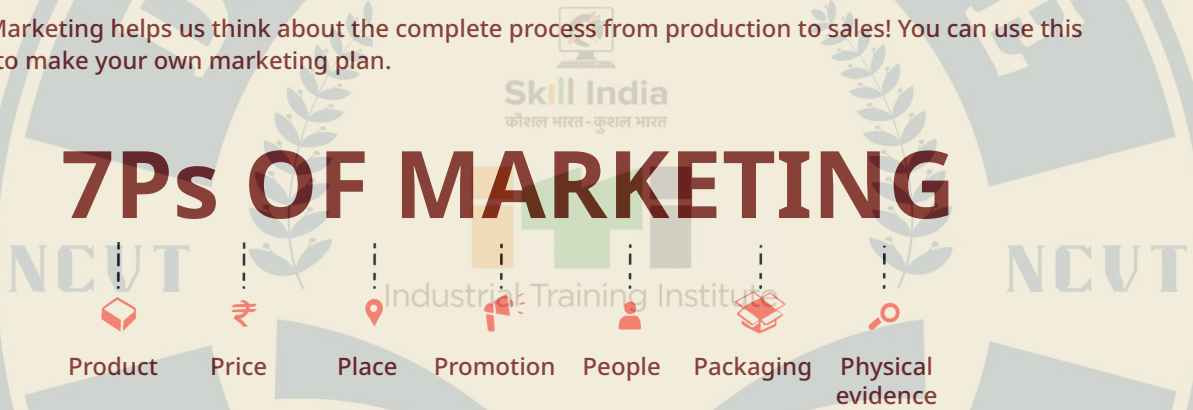 Marketing helps us think about the complete process from production to sales! You can use this
to make your own marketing plan.
Skill India
कौशल भारत - कुशल भारत
7Ps OF MARKETING
NCVT
NCVT
Industrial Training Institute
Product Price Place Promotion People Packaging Physical
evidence